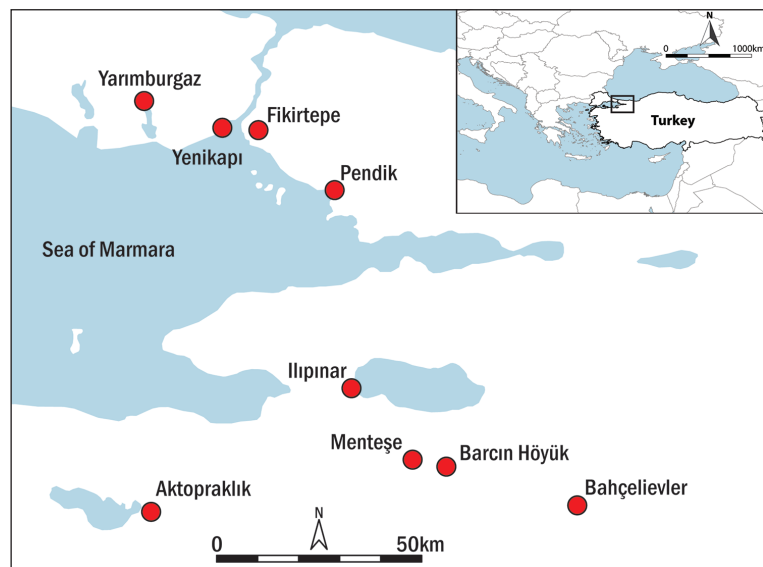 N
0 1000km
Turkey
Yarımburgaz
Fikirtepe
Yenikapı
Pendik
Sea of Marmara
Ilıpınar
Menteşe
Barcın Höyük
Aktopraklık
Bahçelievler
N
0 50km